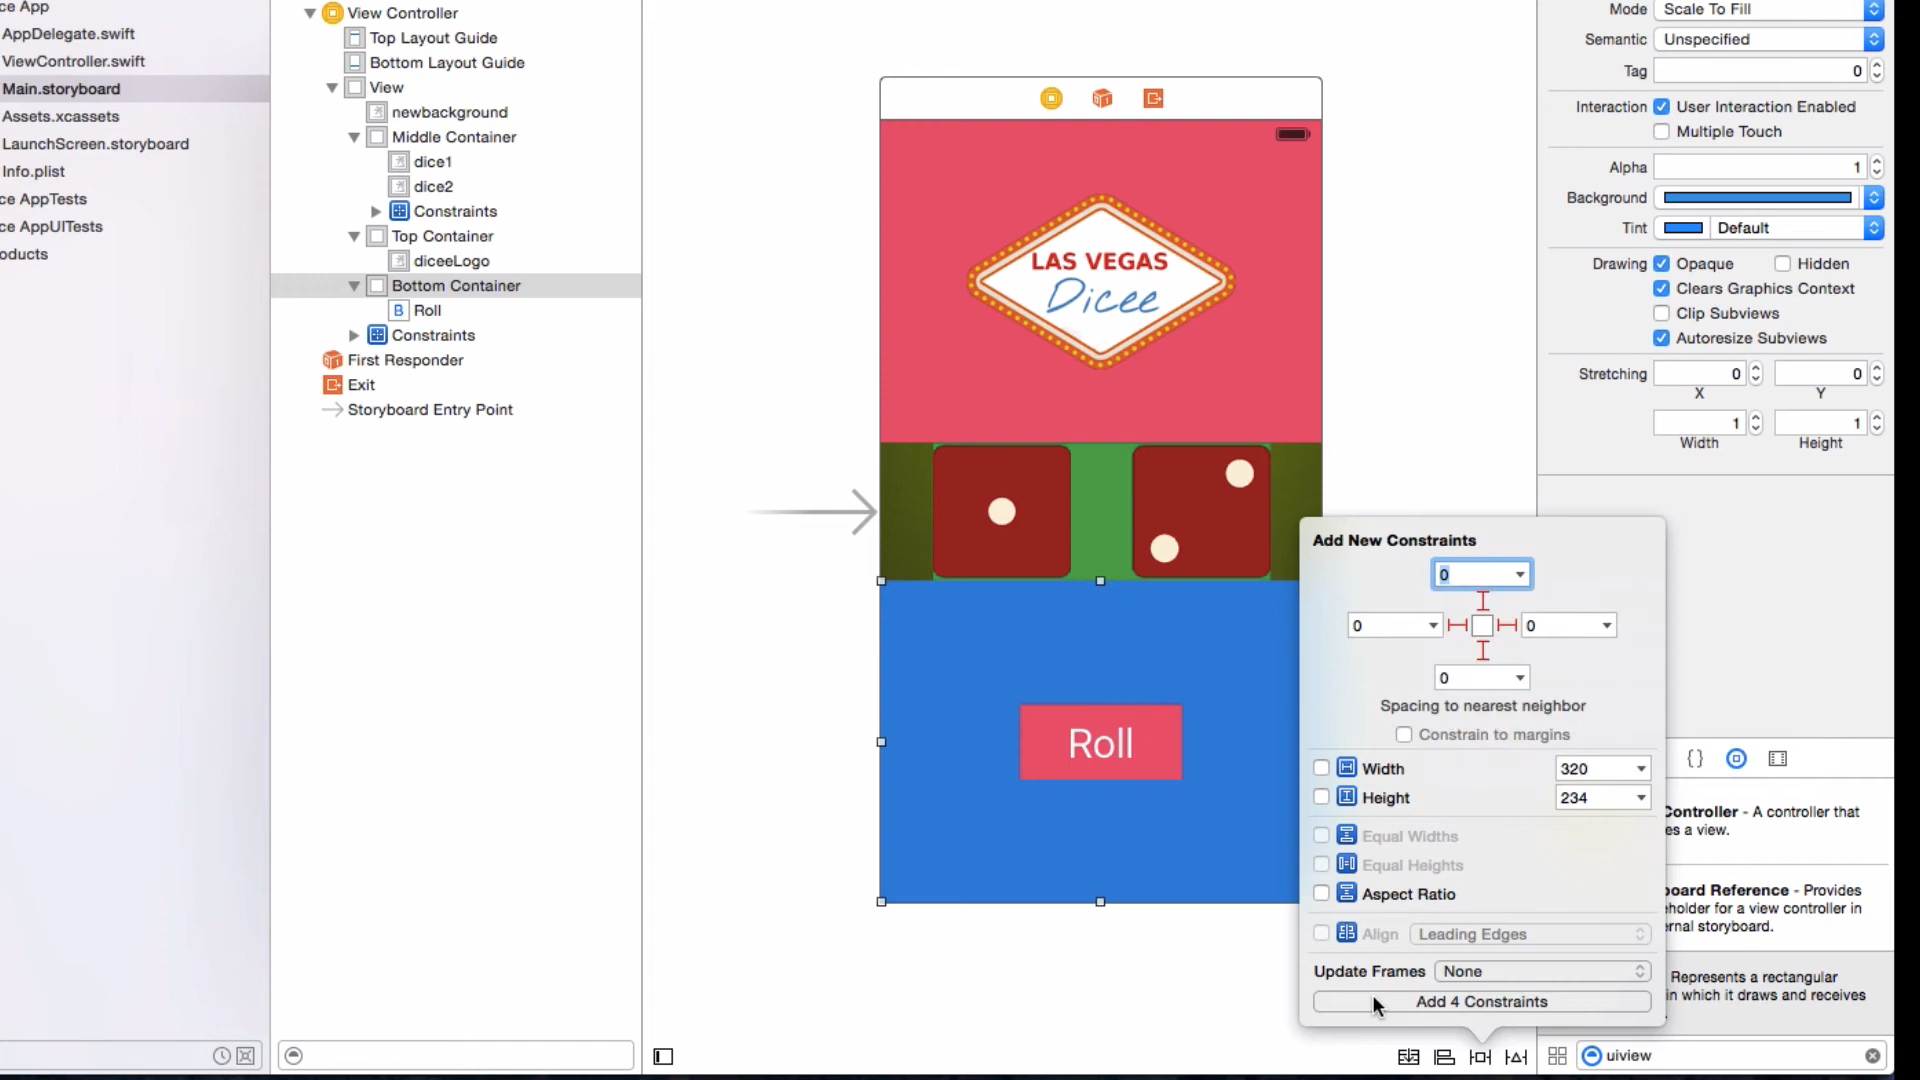 ce App
AppDelegate.swift
ViewController.swift
Main.storyboard
Assets.xcassets
LaunchScreen.storyboard
Info.plist
ce AppTests
ce AppUITests
oducts
View Controller
Top Layout Guide
Bottom Layout Guide
View
newbackground
Middle Container
dice1
dice2
Constraints
Top Container
diceeLogo
Bottom Container
B Roll
Constraints
First Responder
Exit
Storyboard Entry Point
LAS VEGAS
Dicee
Roll
Add New Constraints
0
0 0
0
Spacing to nearest neighbor
Constrain to margins
Width 320
Height 234
Equal Widths
Equal Heights
Aspect Ratio
Align Leading Edges
Update Frames None
Add 4 Constraints
Mode Scale To Fill
Semantic Unspecified
Tag 0
Interaction User Interaction Enabled
Multiple Touch
Alpha 1
Background
Tint Default
Drawing Opaque Hidden
Clears Graphics Context
Clip Subviews
Autoresize Subviews
Stretching 0 0
X Y
1 1
Width Height
{}
Controller - A controller that
es a view.
board Reference - Provides
eholder for a view controller in
rnal storyboard.
Represents a rectangular
in which it draws and receives
uiview